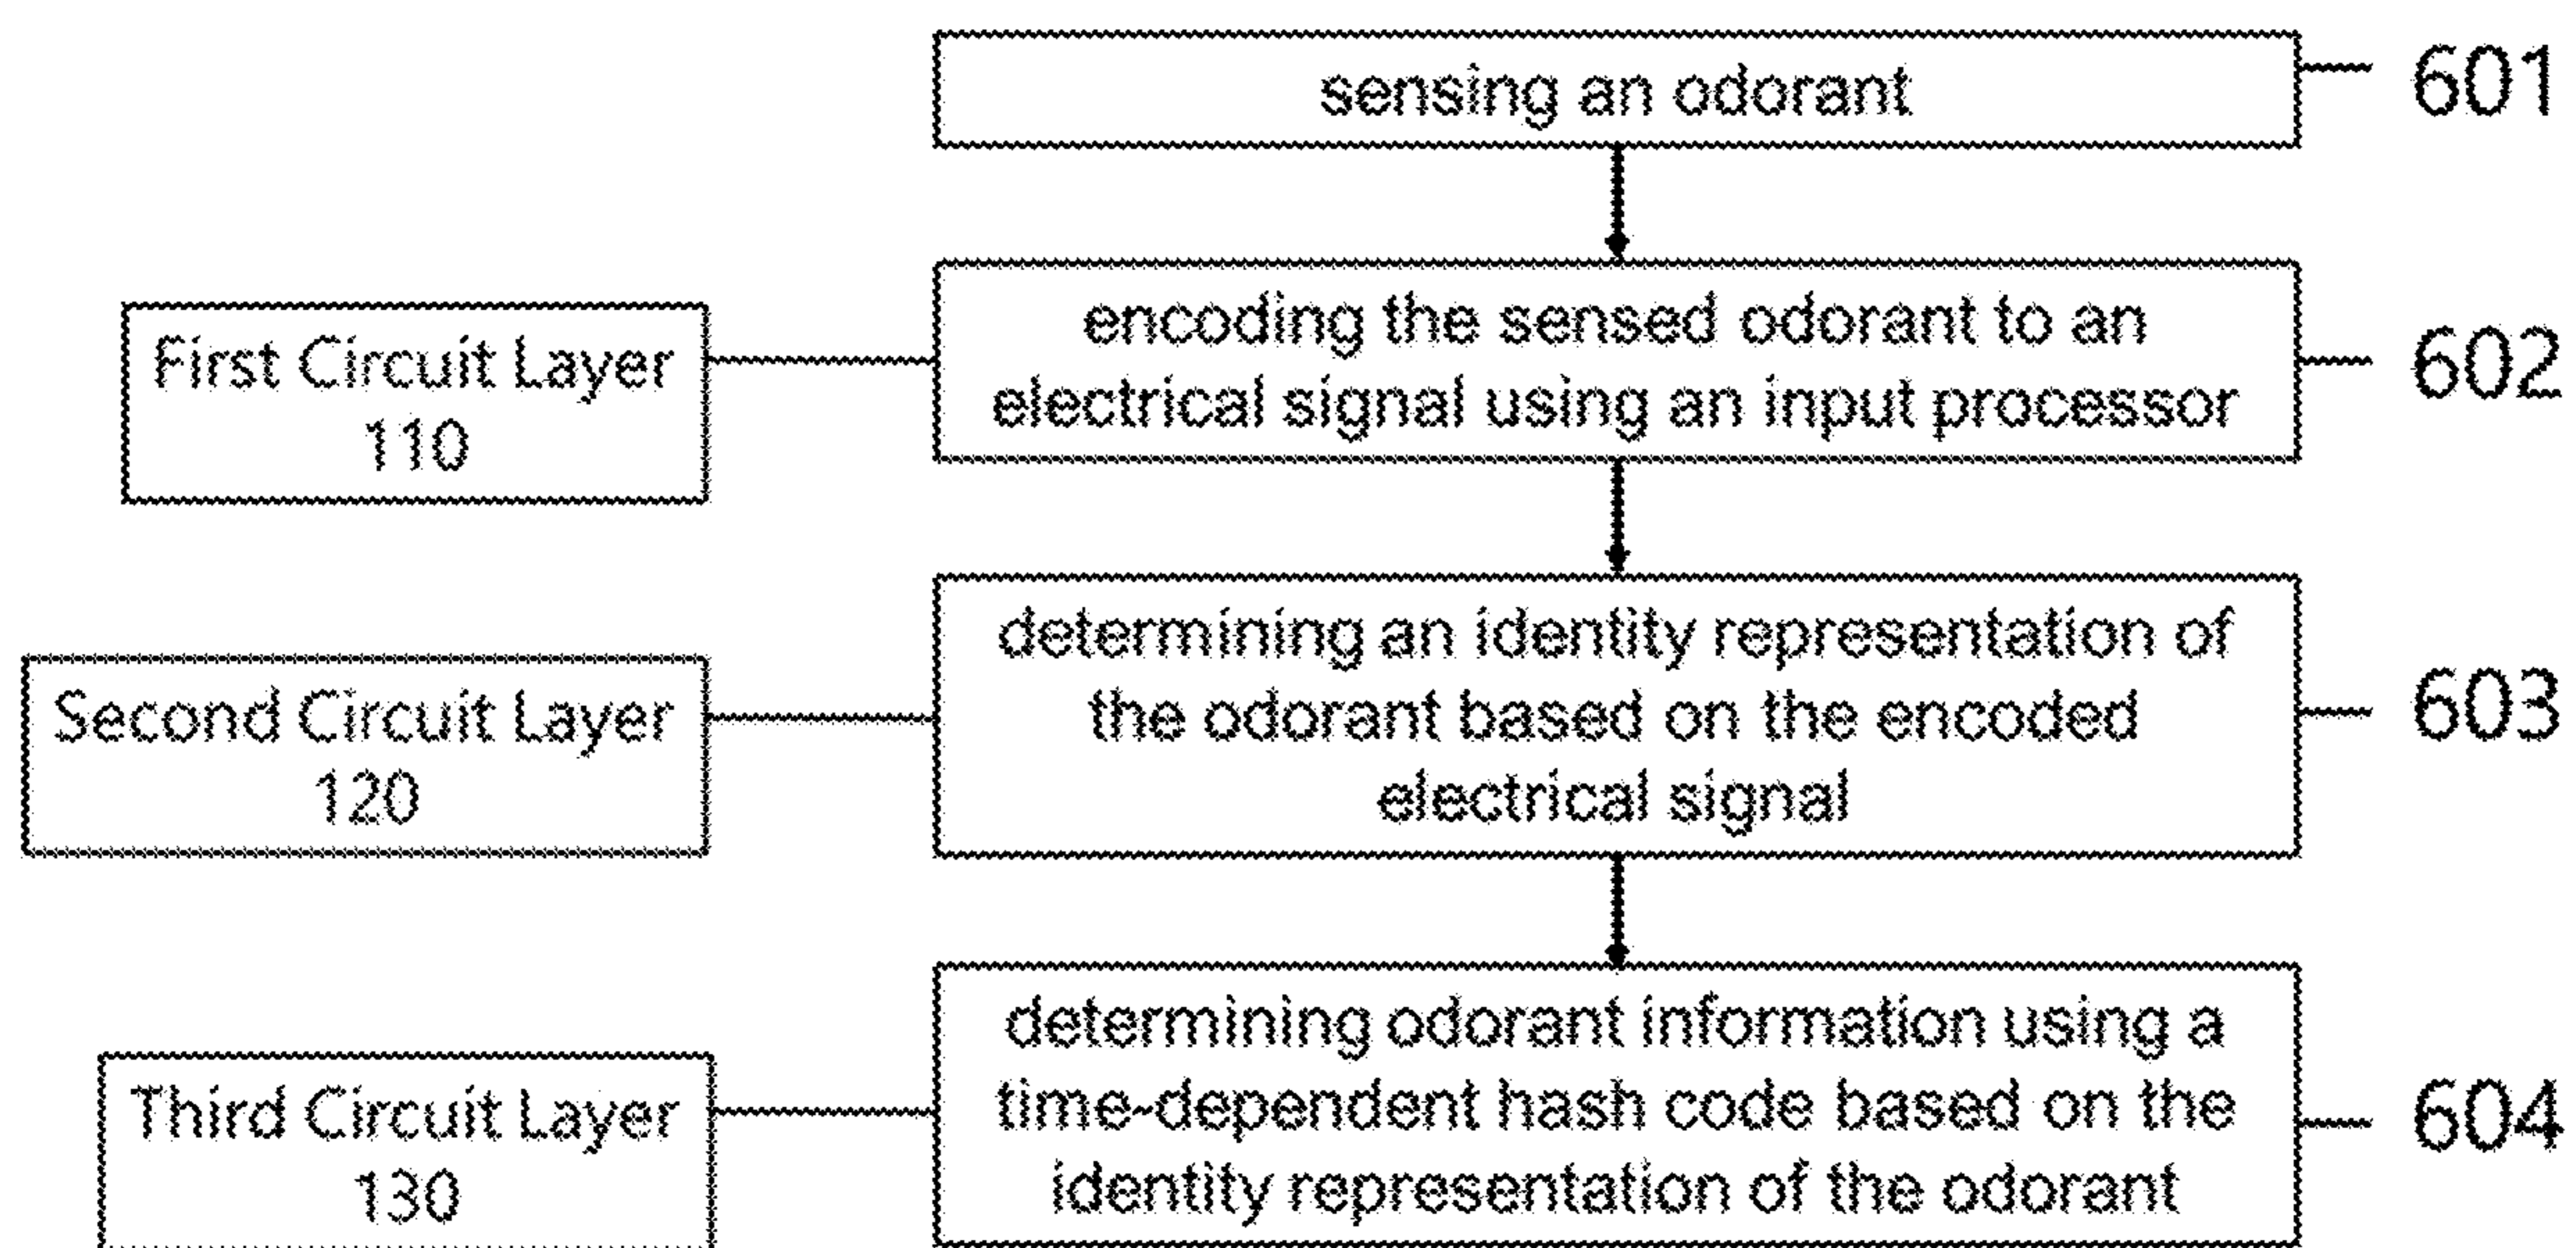 sensing an odorant
601
First Circuit Layer
110
encoding the sensed odorant to an
electrical signal using an input processor
602
Second Circuit Layer
120
determining an identity representation of
the odorant based on the encoded
electrical signal
603
Third Circuit Layer
130
determining odorant information using a
time-dependent hash code based on the
identity representation of the odorant
604